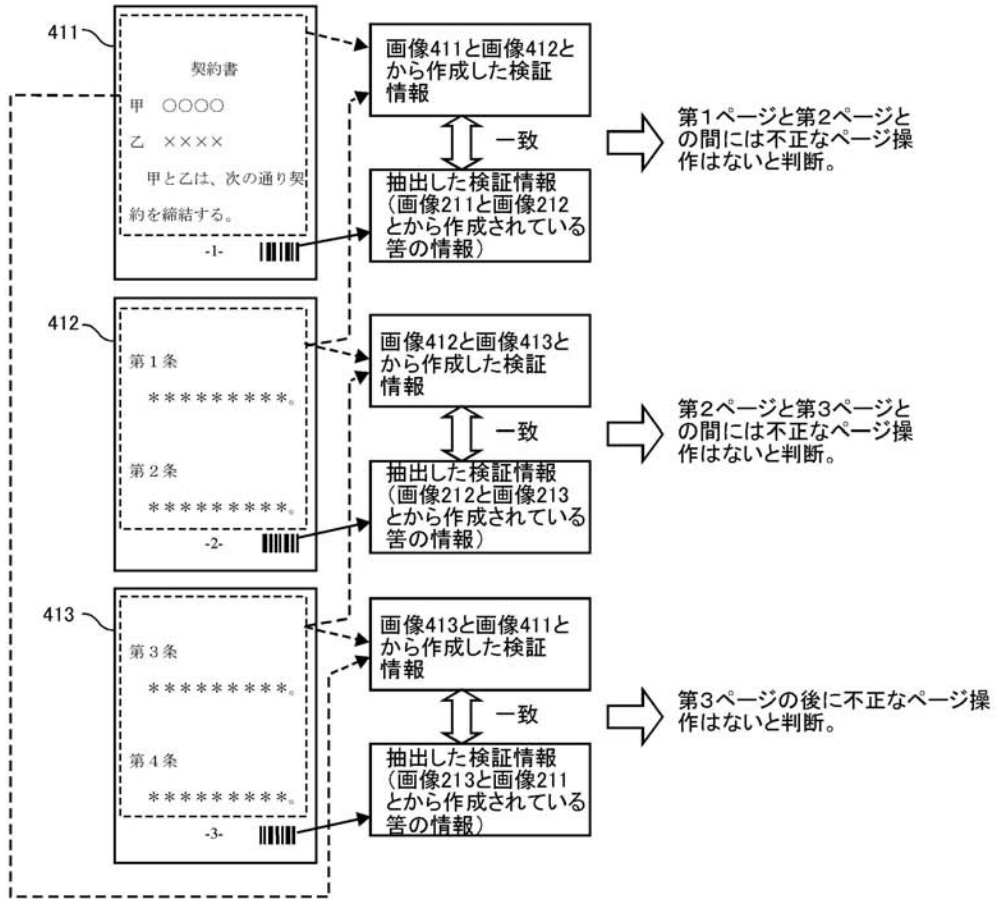 411
契約書
甲 ○○○○
乙 ××××
甲と乙は、次の通り契
約を締結する。
-1-
画像411と画像412と
から作成した検証
情報
一致
抽出した検証情報
(画像211と画像212
とから作成されている
筈の情報)
第1ページと第2ページと
の間には不正なページ操
作はないと判断。
412
第1条
*********。
第2条
*********。
-2-
画像412と画像413と
から作成した検証
情報
一致
抽出した検証情報
(画像212と画像213
とから作成されている
筈の情報)
第2ページと第3ページと
の間には不正なページ操
作はないと判断。
413
第3条
*********。
第4条
*********。
-3-
画像413と画像411と
から作成した検証
情報
一致
抽出した検証情報
(画像213と画像211
とから作成されている
筈の情報)
第3ページの後に不正なページ操
作はないと判断。